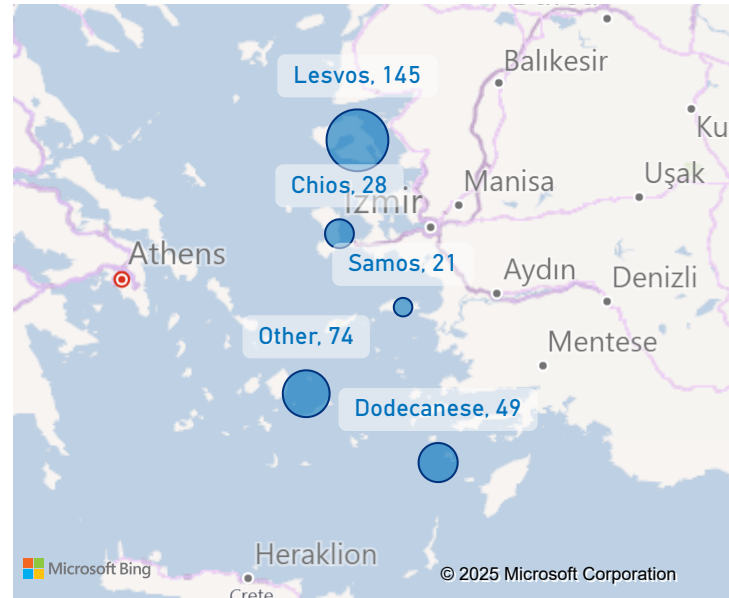 Balıkesir
Lesvos, 145
Ku
Chios, 28
Manisa
Uşak
Izmir
Athens
Samos, 21
Aydın
Denizli
Other, 74
Mentese
Dodecanese, 49
Heraklion
Microsoft Bing
© 2025 Microsoft Corporation
Crete